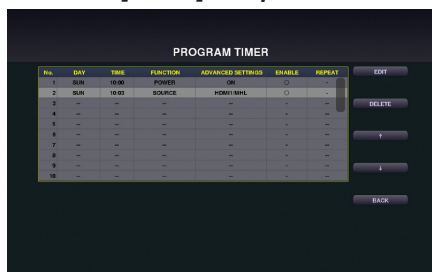 PROGRAM TIMER
No. DAY TIME FUNCTION ADVANCED SETTINGS ENABLE REPEAT
1 SUN 10:00 POWER ON ○ -
2 SUN 10:03 SOURCE HDMI1/MHL ○ -
3 -- -- -- -- - -
4 -- -- -- -- - -
5 -- -- -- -- - -
6 -- -- -- -- - -
7 -- -- -- -- - -
8 -- -- -- -- - -
9 -- -- -- -- - -
10 -- -- -- -- - -
EDIT
DELETE
↑
↓
BACK